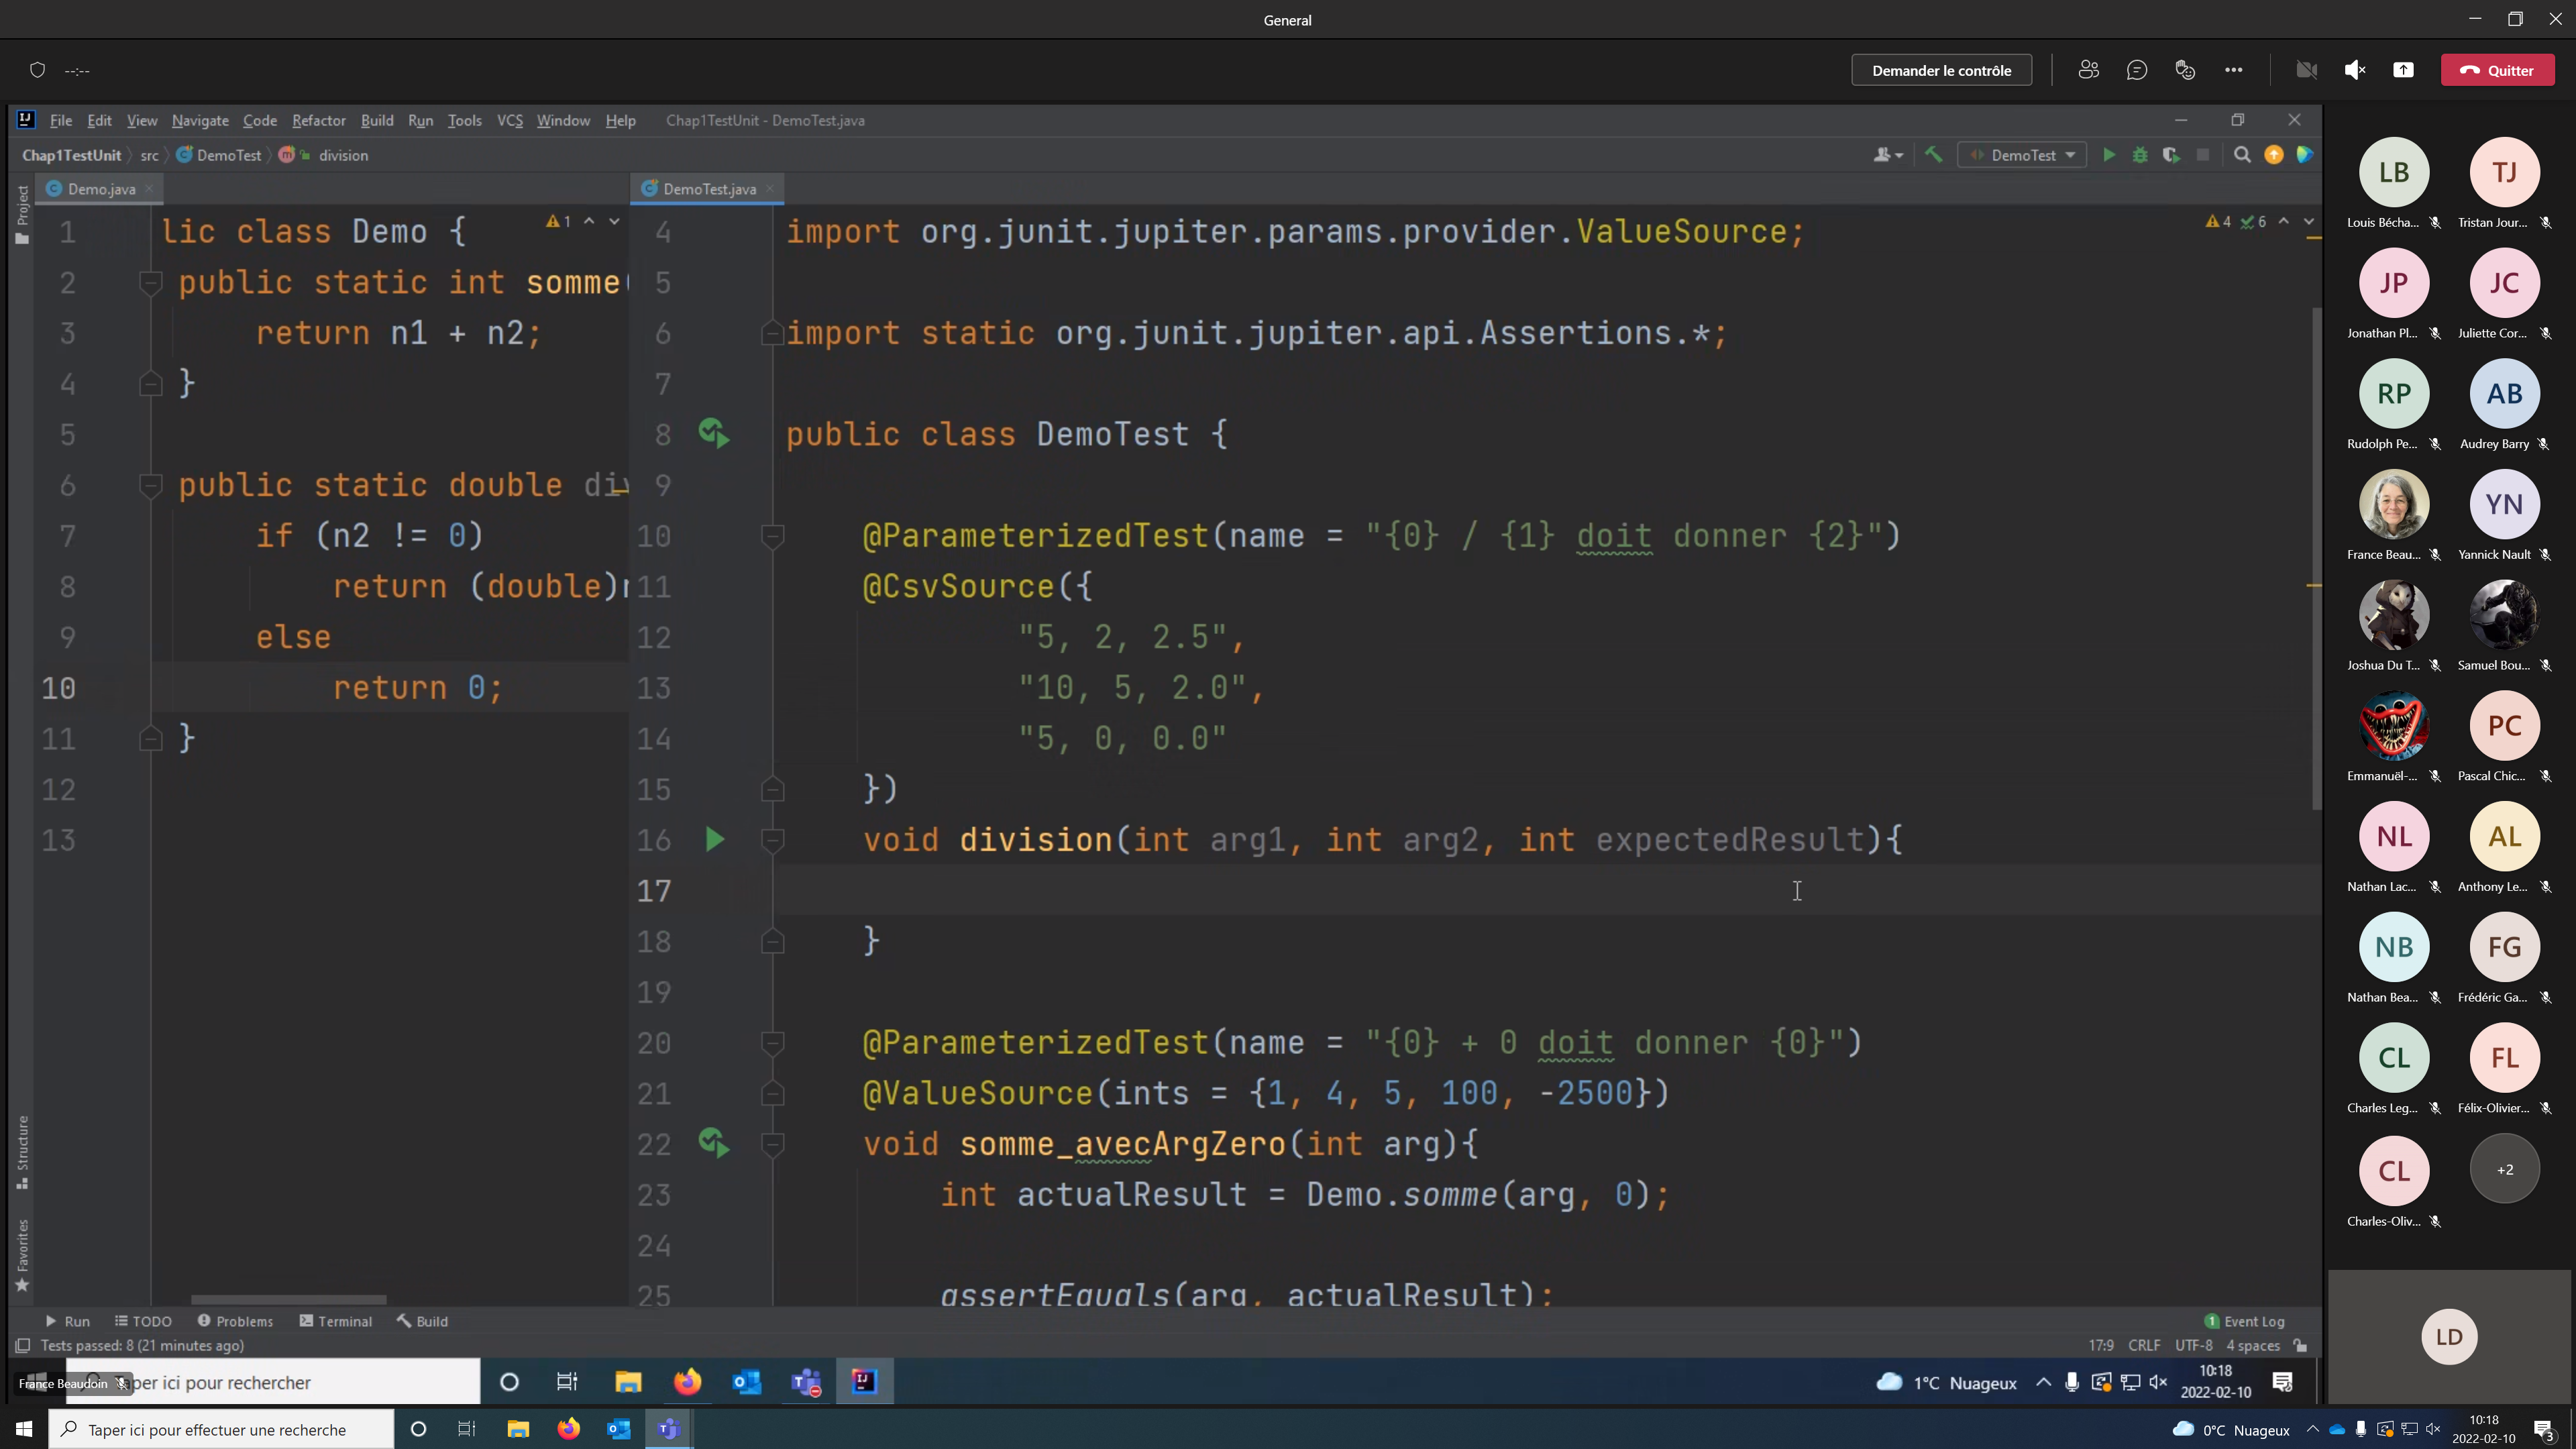 General
--:--
Demander le contrôle
Quitter
File Edit View Navigate Code Refactor Build Run Tools VCS Window Help Chap1TestUnit - DemoTest.java
Chap1TestUnit src DemoTest division
DemoTest
Project
Demo.java
DemoTest.java
1 lic class Demo {
1
2 public static int somme(
3 return n1 + n2;
4 }
5
6 public static double div
7 if (n2 != 0)
8 return (double)n
9 else
10 return 0;
11 }
12
13
4 import org.junit.jupiter.params.provider.ValueSource;
4 6
5
6 import static org.junit.jupiter.api.Assertions.*;
7
8 public class DemoTest {
9
10 @ParameterizedTest(name = "{0} / {1} doit donner {2}")
11 @CsvSource({
12 "5, 2, 2.5",
13 "10, 5, 2.0",
14 "5, 0, 0.0"
15 })
16 void division(int arg1, int arg2, int expectedResult){
17
18 }
19
20 @ParameterizedTest(name = "{0} + 0 doit donner {0}")
21 @ValueSource(ints = {1, 4, 5, 100, -2500})
22 void somme_avecArgZero(int arg){
23 int actualResult = Demo.somme(arg, 0);
24
25 assertEquals(arg, actualResult);
Structure
Favorites
Run TODO Problems Terminal Build
1 Event Log
Tests passed: 8 (21 minutes ago)
17:9 CRLF UTF-8 4 spaces
France Beaudoin
aper ici pour rechercher
1°C Nuageux
10:18
2022-02-10
LB TJ
Louis Bécha... Tristan Jour...
JP JC
Jonathan Pl... Juliette Cor...
RP AB
Rudolph Pe... Audrey Barry
YN
France Beau... Yannick Nault
Joshua Du T... Samuel Bou...
PC
Emmanuël-... Pascal Chic...
NL AL
Nathan Lac... Anthony Le...
NB FG
Nathan Bea... Frédéric Ga...
CL FL
Charles Leg... Félix-Olivier...
CL +2
Charles-Oliv...
LD
Taper ici pour effectuer une recherche
0°C Nuageux
10:18
2022-02-10
3